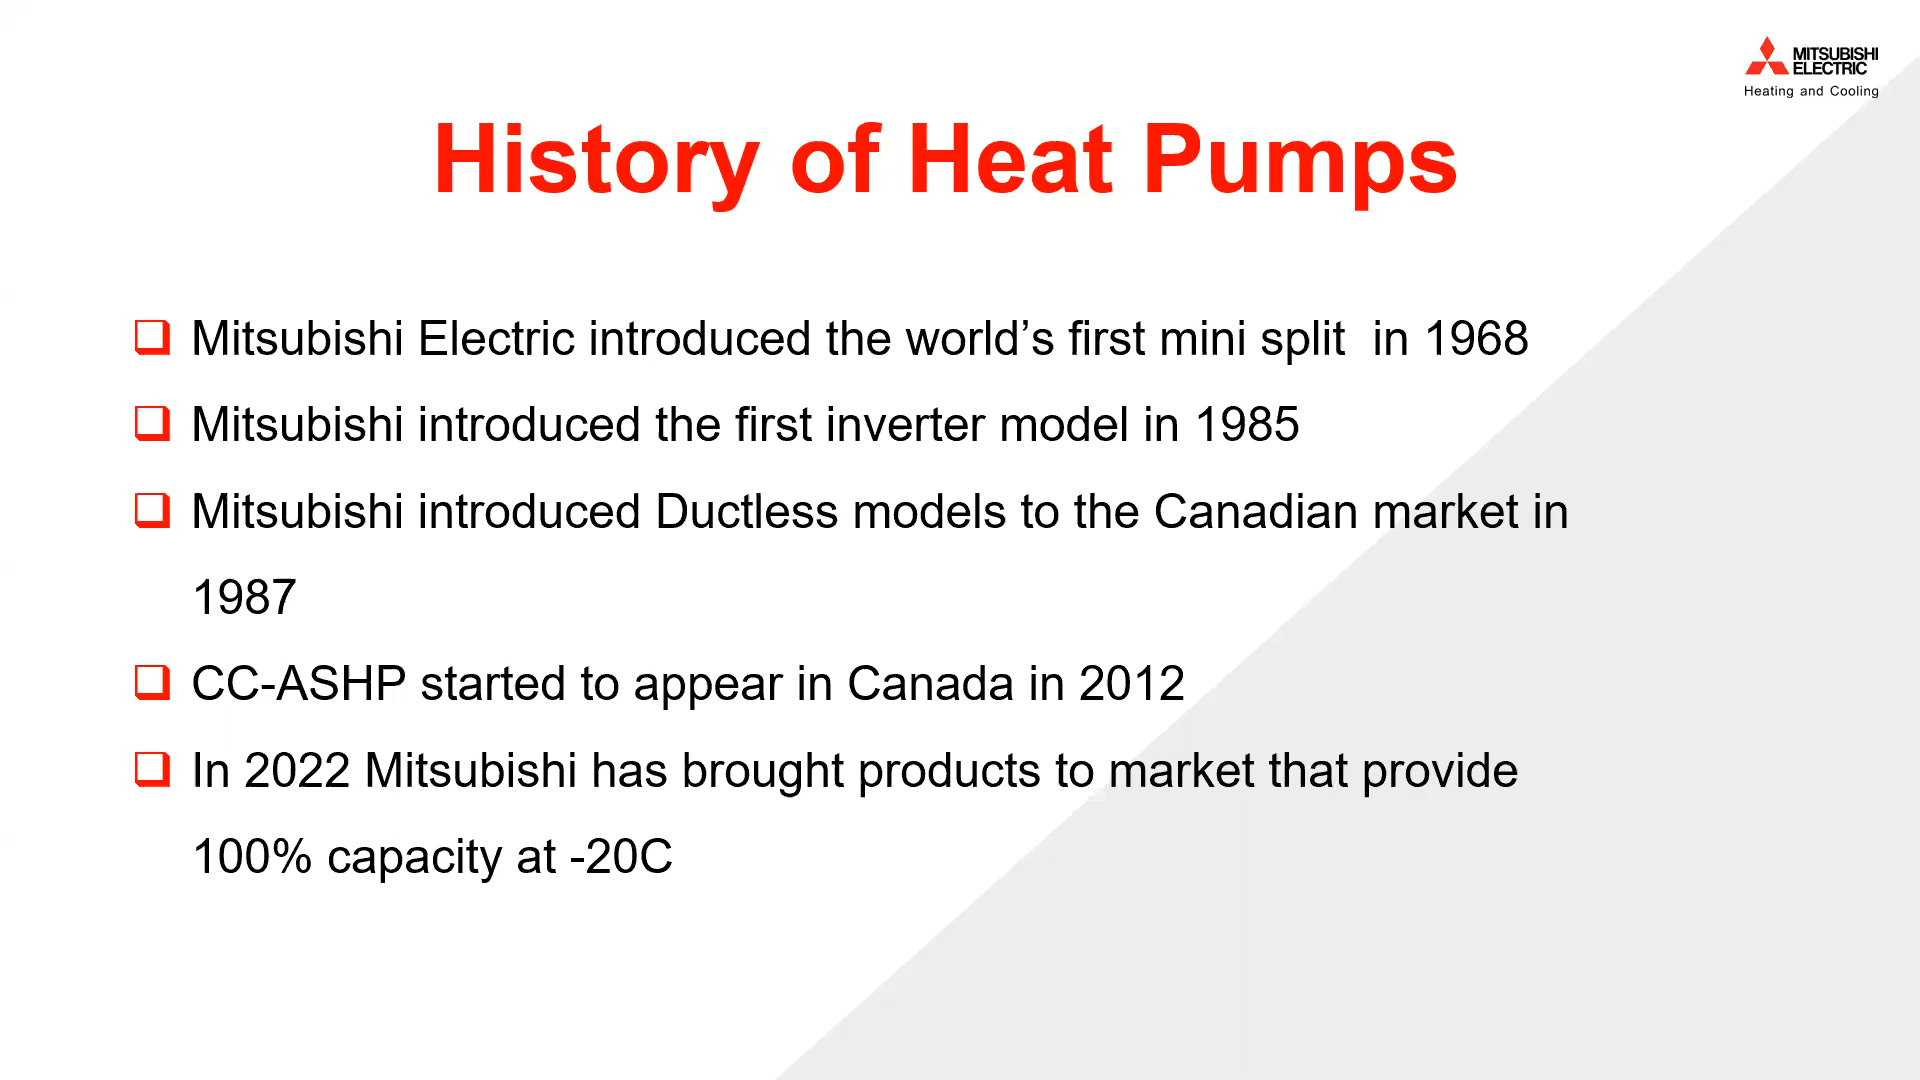 MITSUBISHI
ELECTRIC
Heating and Cooling
History of Heat Pumps
Mitsubishi Electric introduced the world’s first mini split  in 1968
Mitsubishi introduced the first inverter model in 1985
Mitsubishi introduced Ductless models to the Canadian market in
1987
CC-ASHP started to appear in Canada in 2012
In 2022 Mitsubishi has brought products to market that provide
100% capacity at -20C